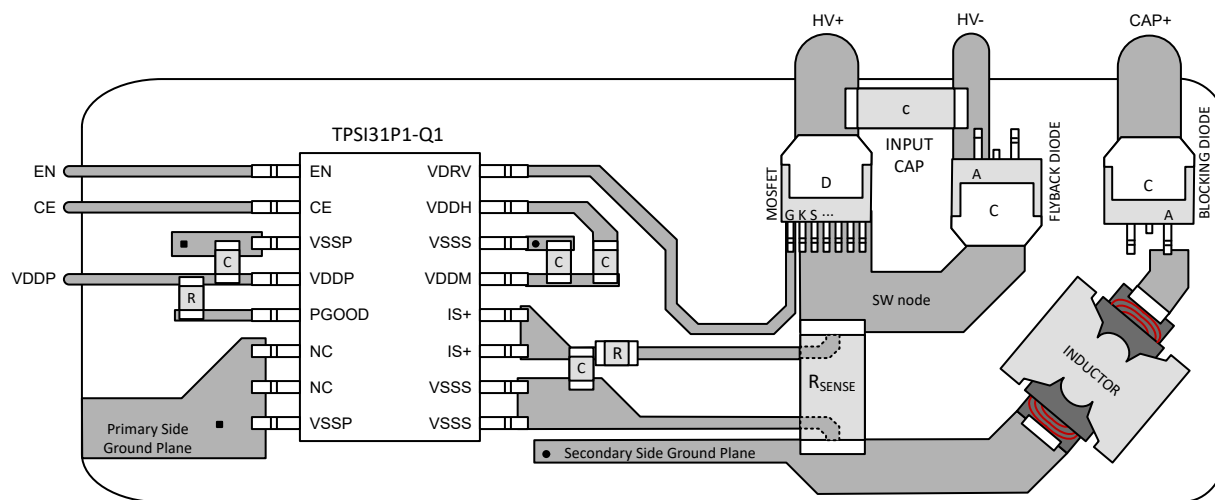 HV+
HV-
CAP+
TPSI31P1-Q1
C
INPUT
CAP
MOSFET
D
G K S ...
A
C
FLYBACK DIODE
C
A
BLOCKING DIODE
EN
CE
VDDP
EN
CE
VSSP
VDDP
PGOOD
NC
NC
VSSP
VDRV
VDDH
VSSS
VDDM
IS+
IS+
VSSS
VSSS
C
R
C
C
C
R
SW node
RSENSE
INDUCTOR
Primary Side
Ground Plane
Secondary Side Ground Plane